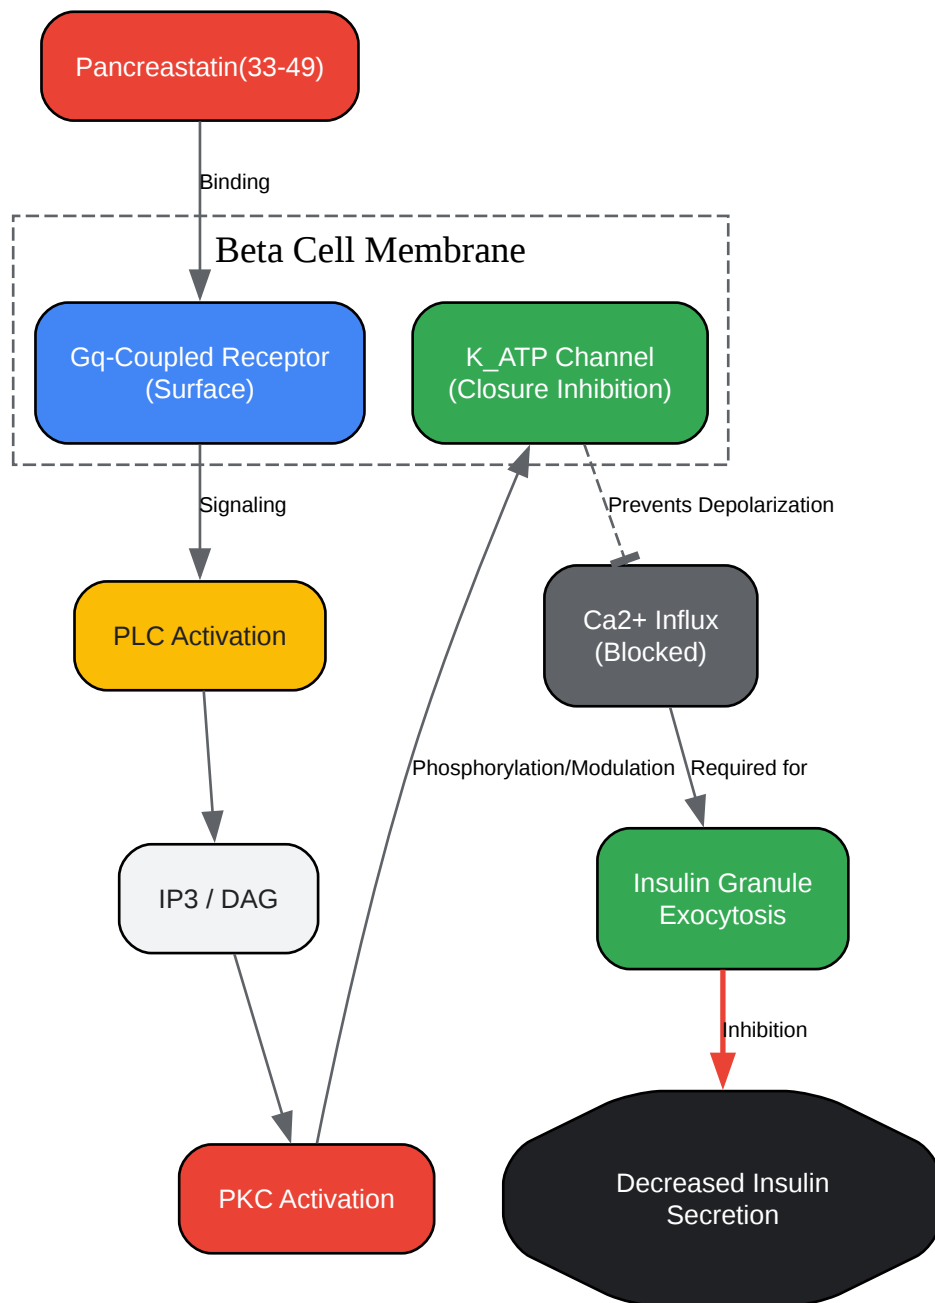 Pancreastatin(33-49)
Binding
Beta Cell Membrane
Gq-Coupled Receptor
(Surface)
K_ATP Channel
(Closure Inhibition)
Signaling
Prevents Depolarization
PLC Activation
Ca2+ Influx
(Blocked)
Phosphorylation/Modulation
Required for
IP3 / DAG
Insulin Granule
Exocytosis
Inhibition
PKC Activation
Decreased Insulin
Secretion